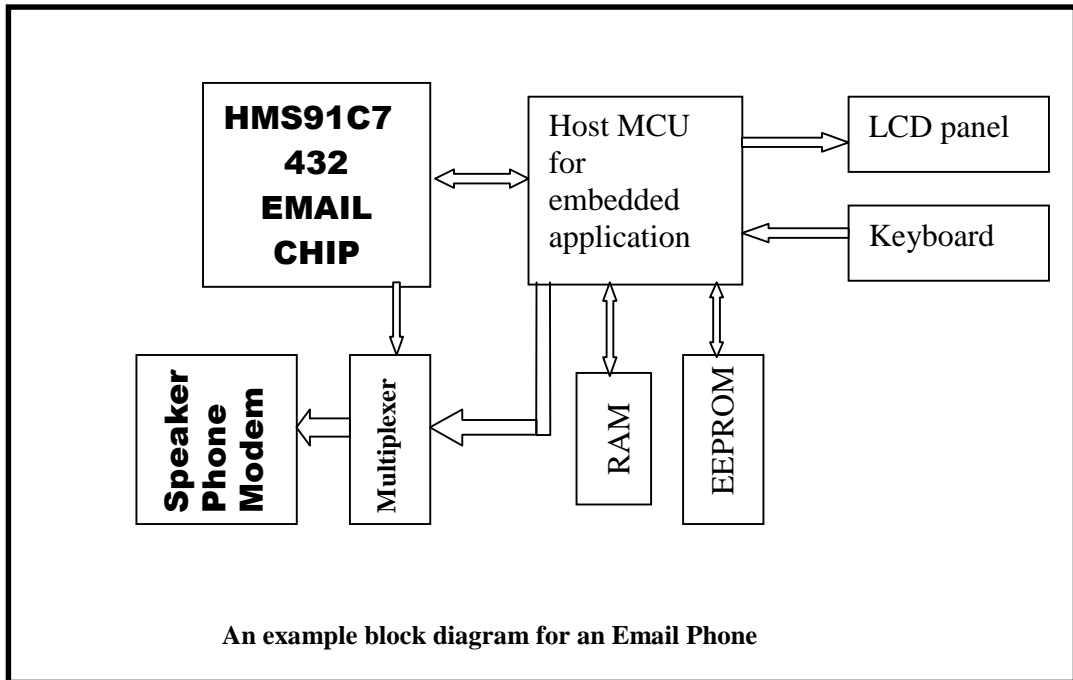 HMS91C7
432
EMAIL
CHIP
Host MCU
for
embedded
application
LCD panel
Keyboard
Speaker
Phone
Modem
Multiplexer
RAM
EEPROM
An example block diagram for an Email Phone